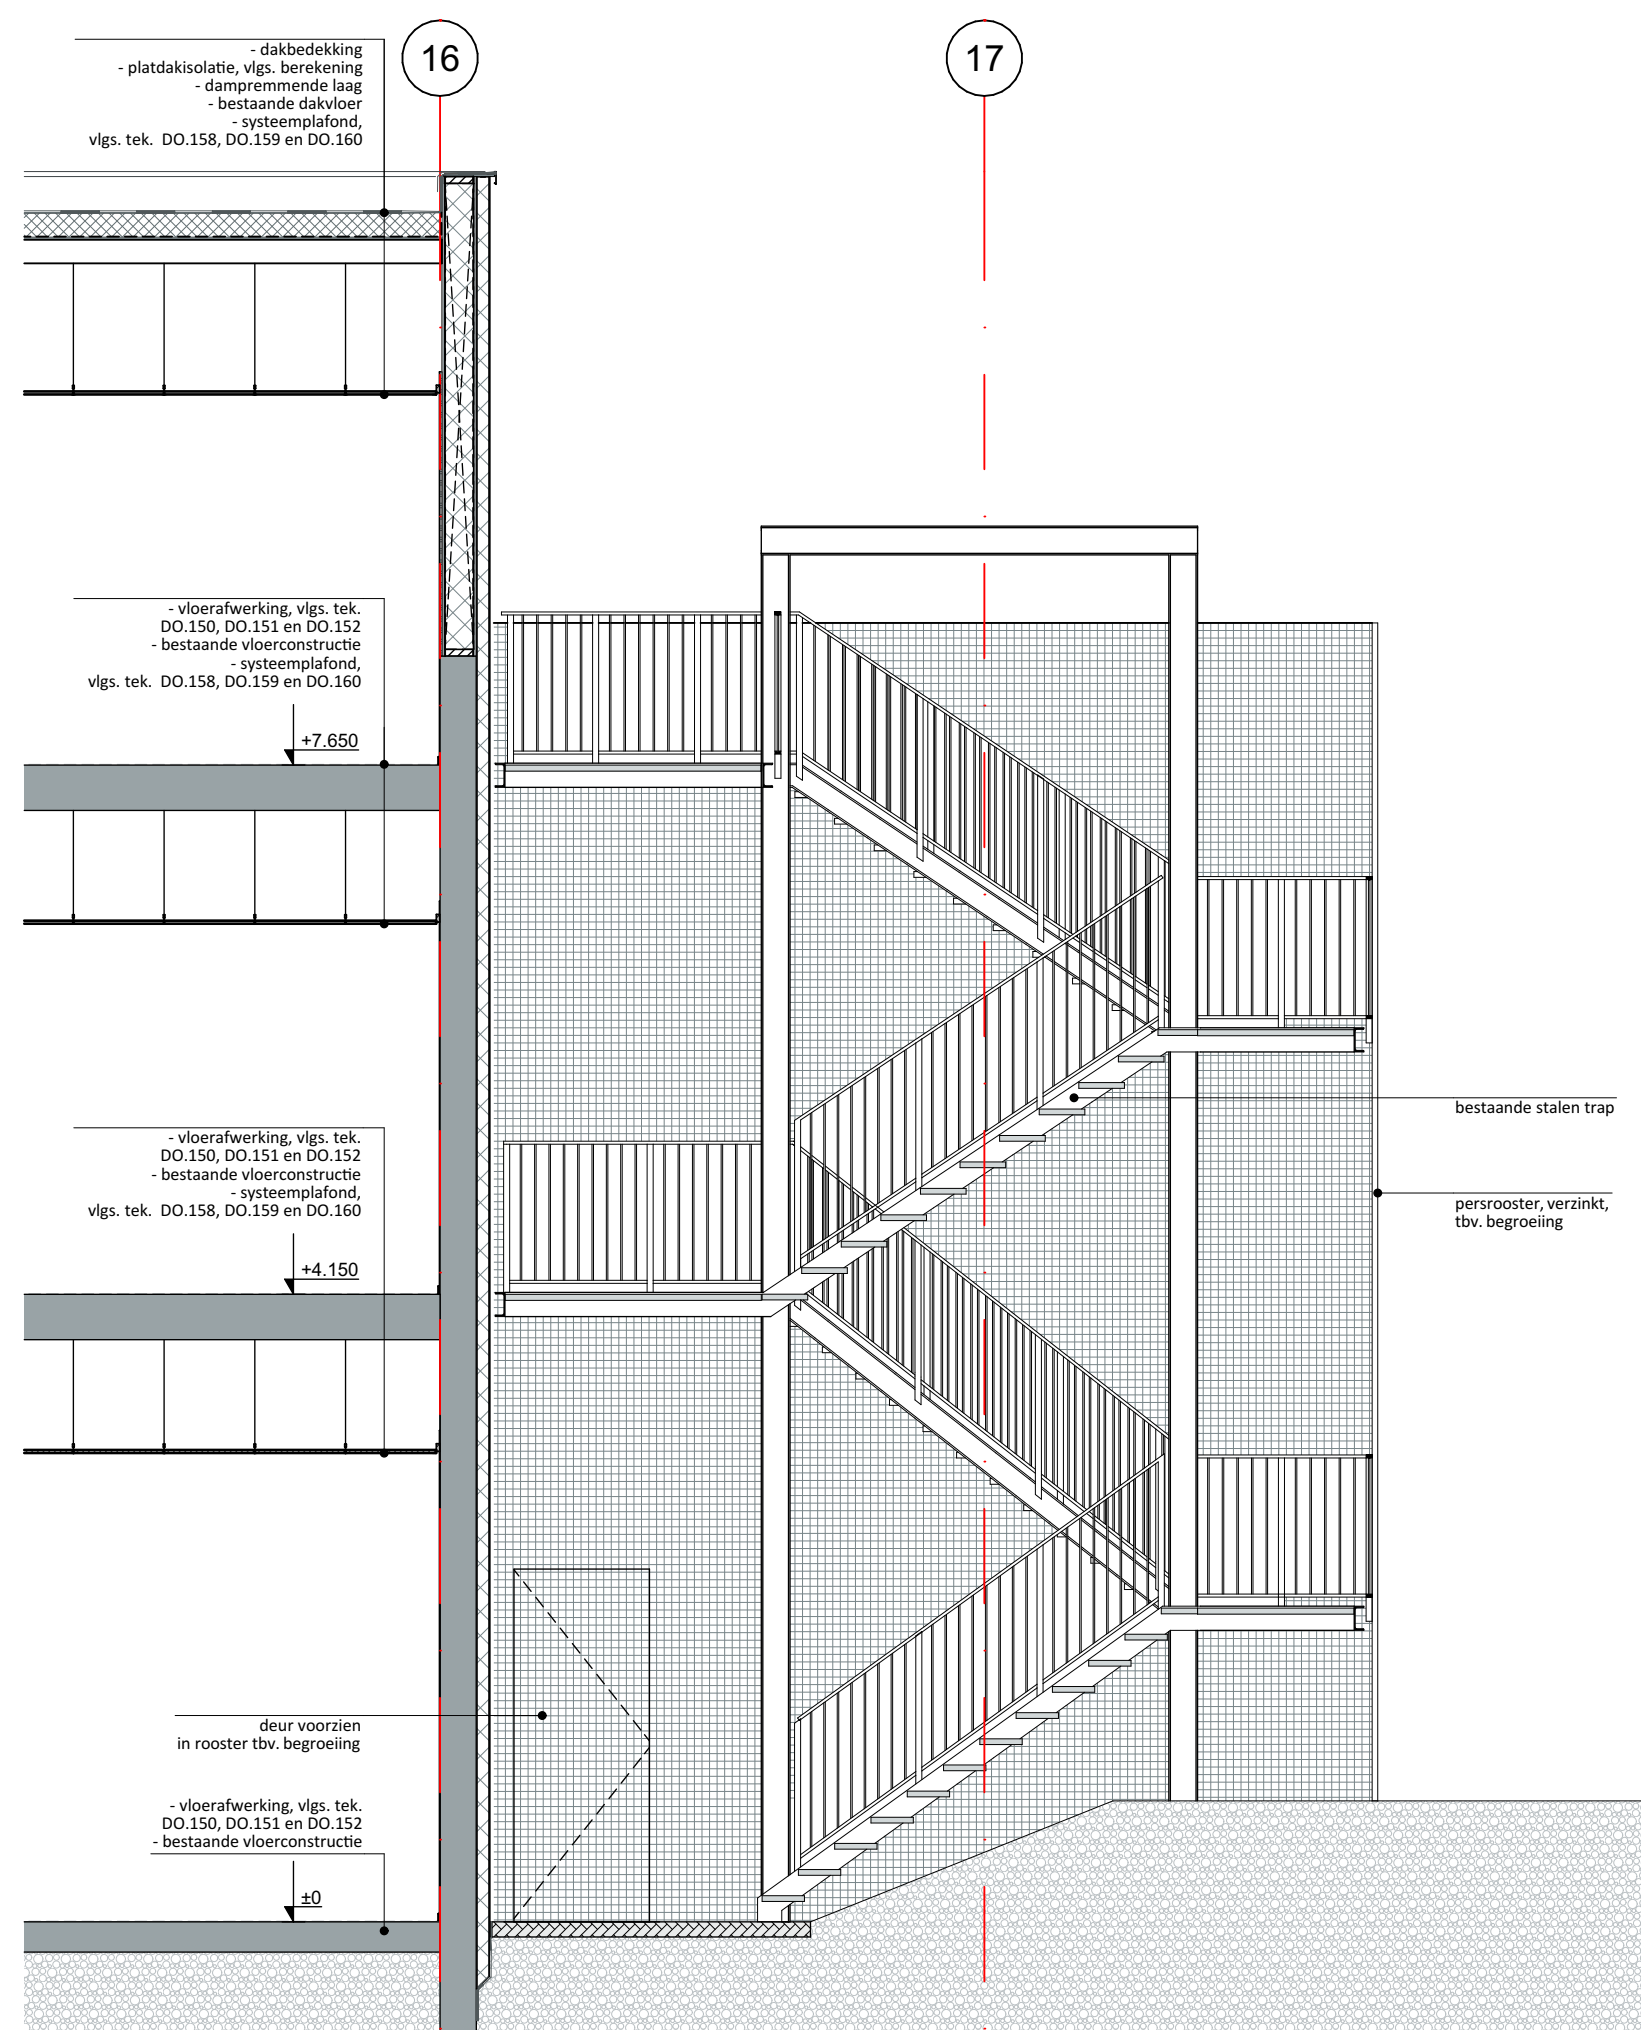 16
17
- dakbedekking
- platdakisolatie, vlgs. berekening
- dampremmende laag
- bestaande dakvloer
- systeemplafond,
vlgs. tek. DO.158, DO.159 en DO.160
- vloerafwerking, vlgs. tek.
DO.150, DO.151 en DO.152
- bestaande vloerconstructie
- systeemplafond,
vlgs. tek. DO.158, DO.159 en DO.160
+7.650
bestaande stalen trap
- vloerafwerking, vlgs. tek.
DO.150, DO.151 en DO.152
- bestaande vloerconstructie
- systeemplafond,
vlgs. tek. DO.158, DO.159 en DO.160
persrooster, verzinkt,
tbv. begroeiing
+4.150
deur voorzien
in rooster tbv. begroeiing
- vloerafwerking, vlgs. tek.
DO.150, DO.151 en DO.152
- bestaande vloerconstructie
±0